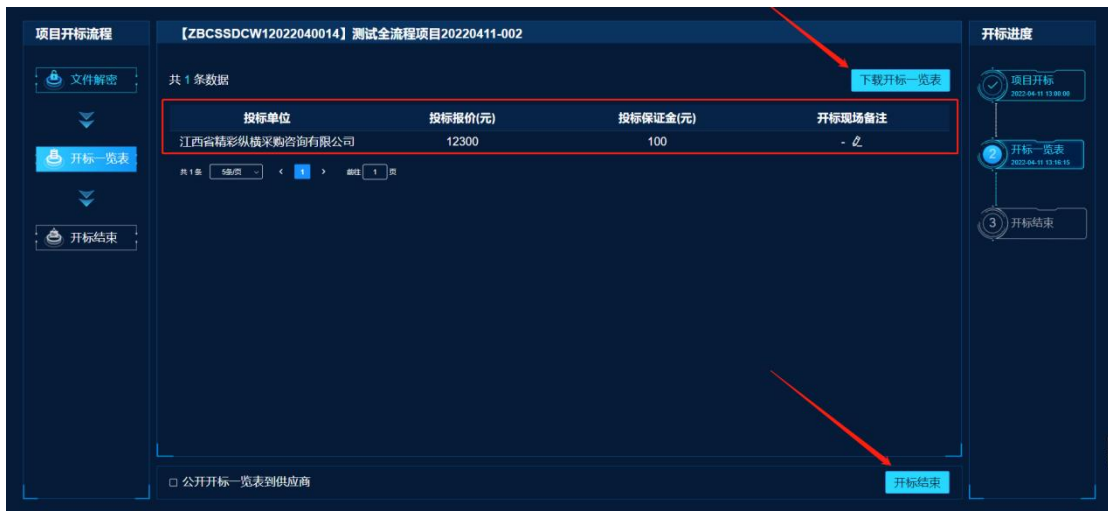 项目开标流程
文件解密
开标一览表
开标结束
【ZBCSSDCW12022040014】测试全流程项目20220411-002
共 1 条数据
下载开标一览表
投标单位 投标报价(元) 投标保证金(元) 开标现场备注
江西省精彩纵横采购咨询有限公司 12300 100 -
共 1 条 5条/页 1 前往 1 页
公开开标一览表到供应商
开标结束
开标进度
项目开标
2022-04-11 13:00:00
2 开标一览表
2022-04-11 13:16:15
3 开标结束